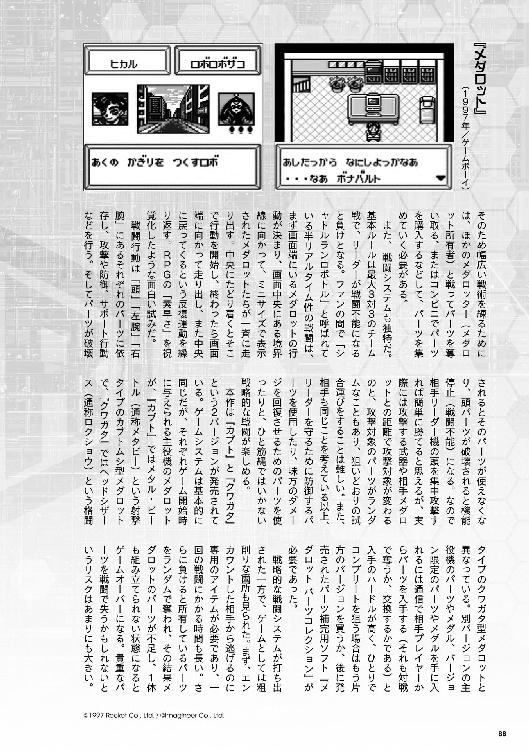 『メダロット』
（1997年／ゲームボーイ）
ヒカル
ロボロボザコ
あくの かぎりを つくすロボ
あしたっから なにしよっかなあ
・・・なあ ボナパルト
そのため幅広い戦術を練るために
は、ほかのメダロッター（メダロ
ット所有者）と戦ってパーツを奪
い取る、またはコンビニでパーツ
を購入するなどして、パーツを集
めていく必要がある。
また、戦闘システムも独特だ。
基本ルールは最大3対3のチーム
戦で、リーダーが戦闘不能になる
と負けとなる。ファンの間で「シ
ャドルランロボトル」と呼ばれて
いる半リアルタイム制の戦闘は、
まず画面端にいるメダロットの行
動が決まり、画面中央にある境界
線に向かって、ミニサイズで表示
されたメダロットたちが一斉に走
り出す。中央にたどり着くとそこ
で行動を開始し、終わったら画面
端に向かって走り出し、また中央
に戻ってくるという反復運動を繰
り返す。RPGの「素早さ」を視
覚化したような面白い試みだ。
戦闘行動は「頭」「左腕」「右
腕」にあるそれぞれのパーツに依
存し、攻撃や防御、サポート行動
などを行う。そしてパーツが破壊
されるとそのパーツが使えなくな
り、頭パーツが破壊されると機能
停止（戦闘不能）になる。なので
相手リーダー機の頭を集中攻撃す
れば簡単に勝てると思えるが、実
際には攻撃する武器や相手メダロ
ットとの距離で攻撃対象が変わる
のと、攻撃対象のパーツがランダ
ムなこともあり、狙いどおりの試
合運びをすることは難しい。また、
相手も同じことを考えている以上、
リーダーを守るために防御するパ
ーツを使用したり、味方のダメー
ジを回復させるためのパーツを使
ったりと、ひと筋縄ではいかない
戦略的な戦闘が楽しめる。
本作は『カブト』と『クワガタ』
という2バージョンが発売されて
いる。ゲームシステムは基本的に
同じだが、それぞれゲーム開始時
に与えられる主役機のメダロット
が、『カブト』ではメタル・ビー
トル（通称メタビー）という射撃
タイプのカブトムシ型メダロット
で、『クワガタ』ではヘッドシザー
ス（通称ロクショウ）という格闘
タイプのクワガタ型メダロットと
異なっている。別バージョンの主
役機のパーツやメダル、バージョ
ン限定のパーツやメダルを手に入
れるには通信で相手プレイヤーか
らパーツを入手する（それも対戦
で奪うか、交換するかである）と
入手のハードルが高く、ひとりで
コンプリートを狙う場合はもう片
方のバージョンを買うか、後に発
売されたパーツ補完用ソフト『メ
ダロット パーツコレクション』が
必要であった。
戦略的な戦闘システムが打ち出
された一方で、ゲームとしては粗
削りな箇所も見られた。まず、エン
カウントした相手から逃げるのに
専用のアイテムが必要であり、一
回の戦闘にかかる時間も長い。さ
らに負けると所有しているパーツ
をランダムで奪われ、その結果メ
ダロットのパーツが不足し、1体
も組み立てられない状態になると
ゲームオーバーになる。貴重なパ
ーツを戦闘で失うかもしれないと
いうリスクはあまりにも大きい。
©1997 Rocket Co., Ltd./ @Imagineer Co., Ltd.
88